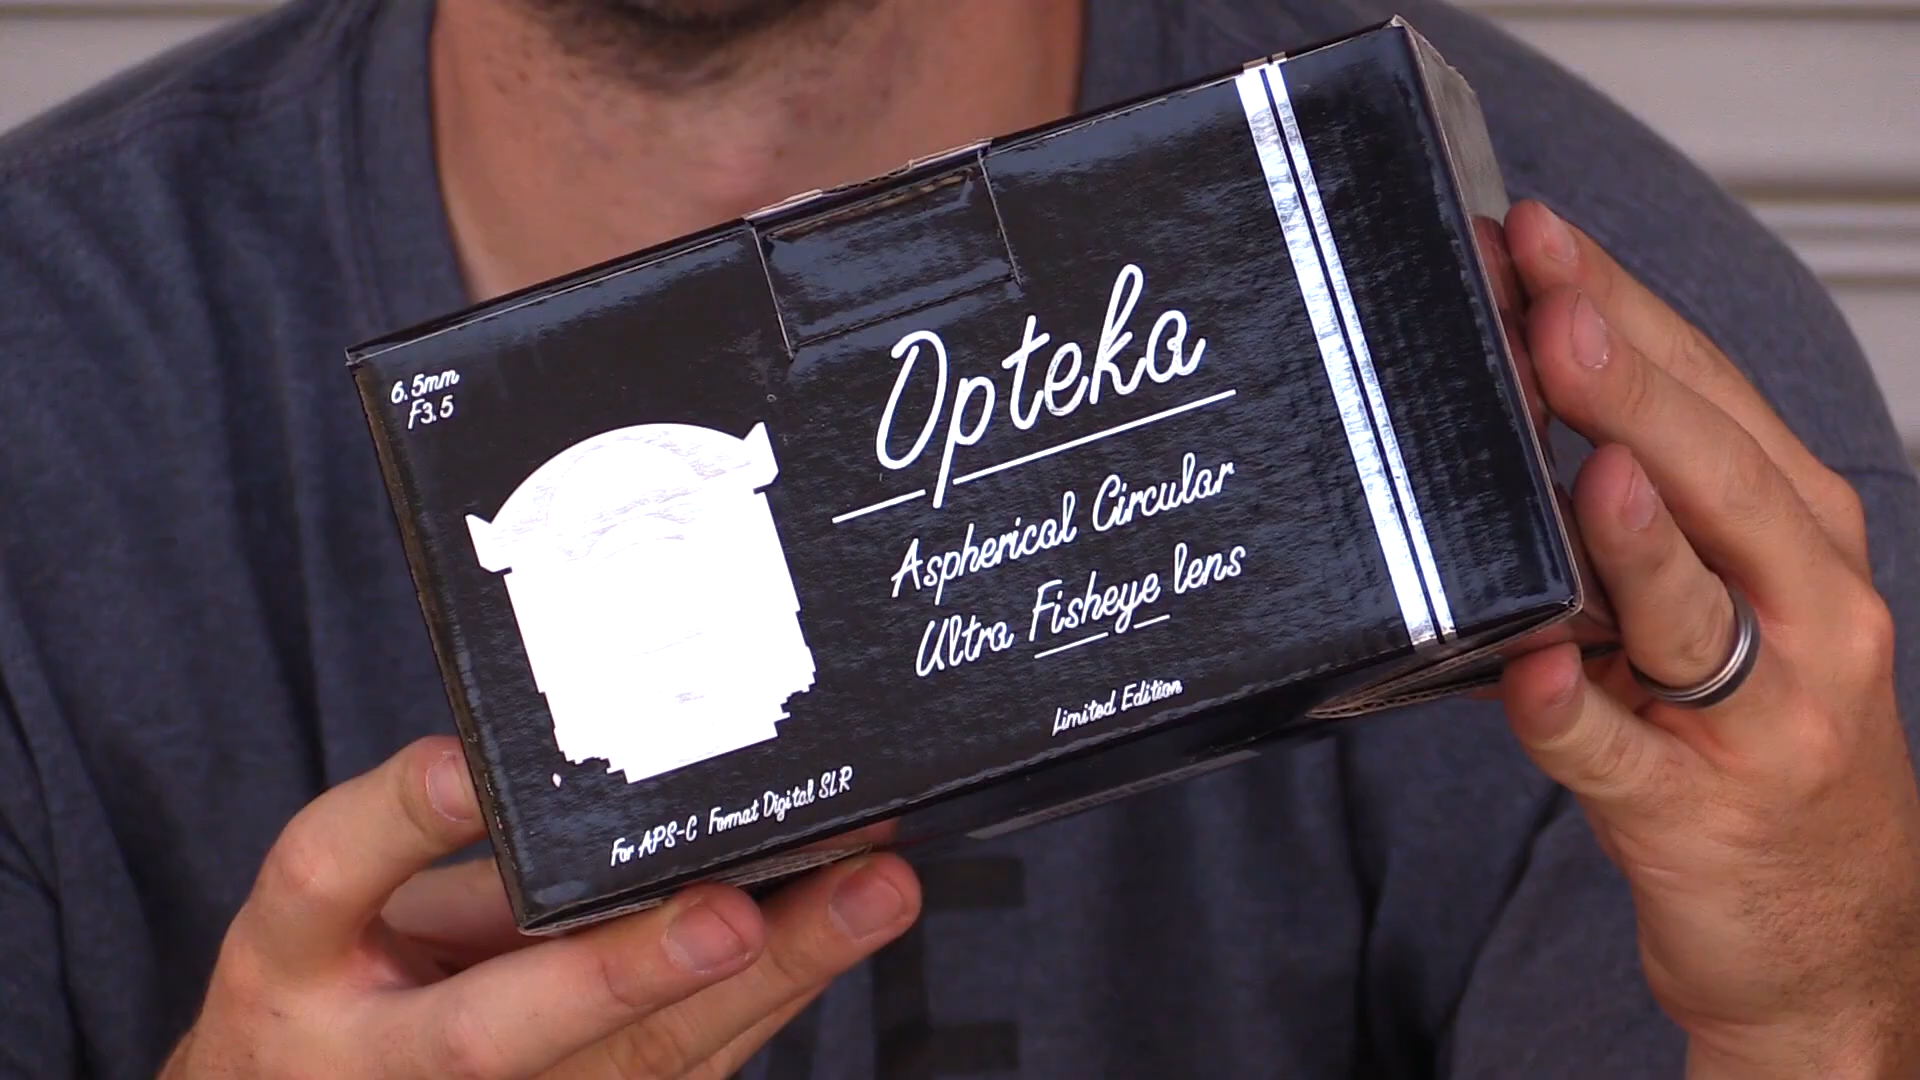 6.5mm
F3.5
Opteka
Aspherical Circular
Ultra Fisheye lens
Limited Edition
For APS-C Format Digital SLR